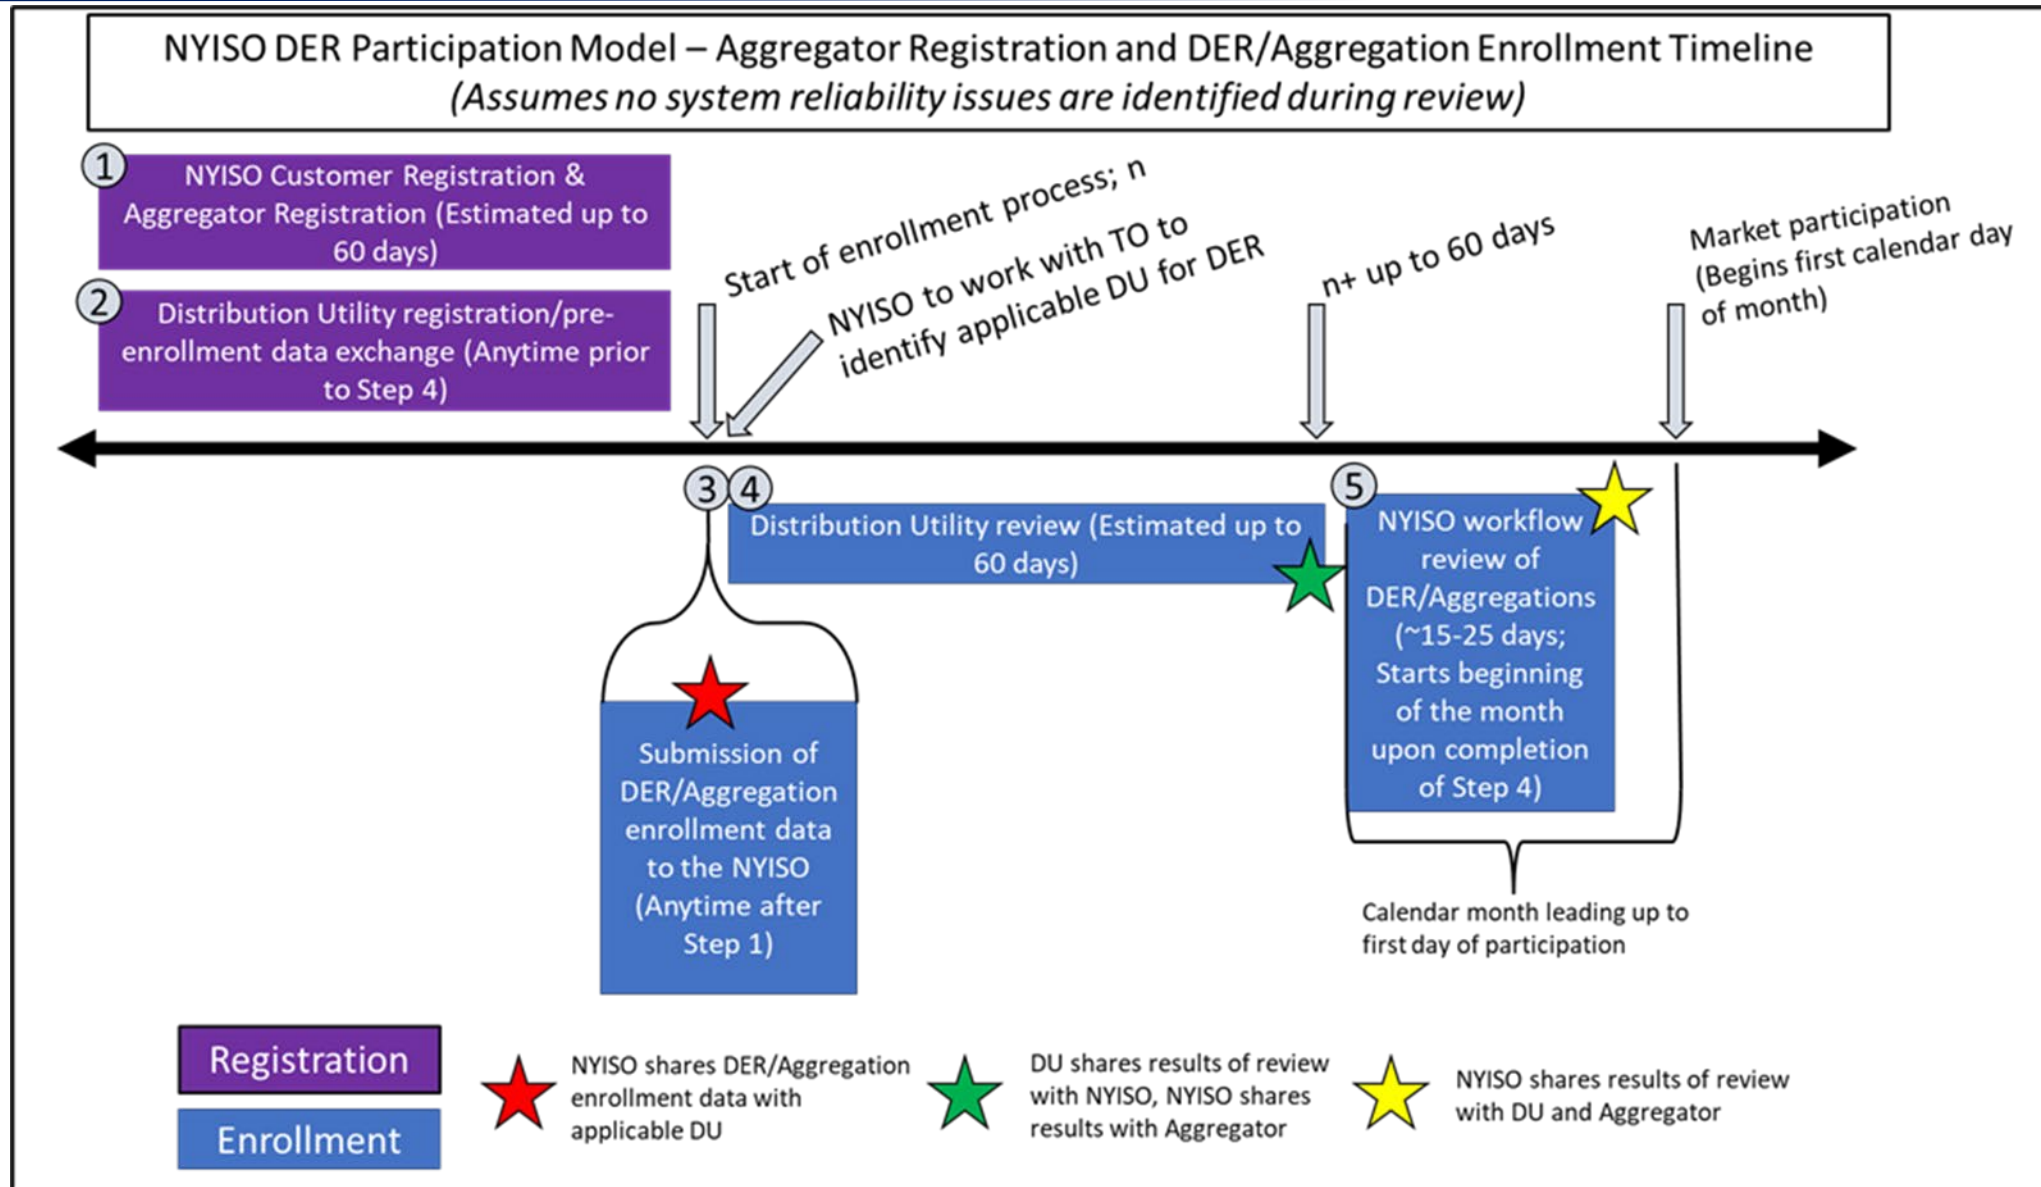 NYISO DER Participation Model – Aggregator Registration and DER/Aggregation Enrollment Timeline
(Assumes no system reliability issues are identified during review)
1
NYISO Customer Registration &
Aggregator Registration (Estimated up to
60 days)
2
Distribution Utility registration/pre-
enrollment data exchange (Anytime prior
to Step 4)
Start of enrollment process; n
NYISO to work with TO to
identify applicable DU for DER
n+ up to 60 days
Market participation
(Begins first calendar day
of month)
3
4
Distribution Utility review (Estimated up to
60 days)
5
NYISO workflow
review of
DER/Aggregations
(~15-25 days;
Starts beginning
of the month
upon completion
of Step 4)
Submission of
DER/Aggregation
enrollment data
to the NYISO
(Anytime after
Step 1)
Calendar month leading up to
first day of participation
Registration
Enrollment
NYISO shares DER/Aggregation
enrollment data with
applicable DU
DU shares results of review
with NYISO, NYISO shares
results with Aggregator
NYISO shares results of review
with DU and Aggregator